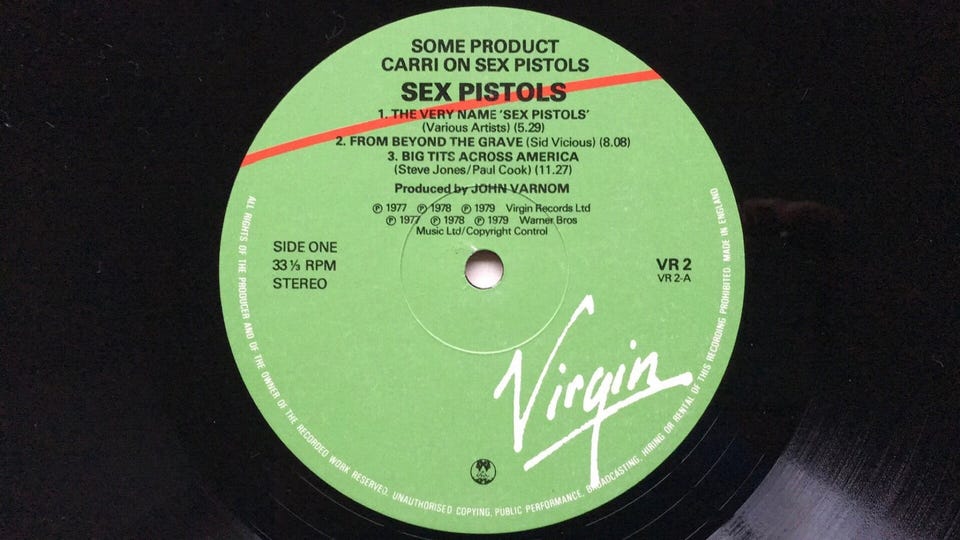 SOME PRODUCT
CARRI ON SEX PISTOLS
SEX PISTOLS
1. THE VERY NAME 'SEX PISTOLS'
(Various Artists) (5.29)
2. FROM BEYOND THE GRAVE (Sid Vicious) (8.08)
3. BIG TITS ACROSS AMERICA
(Steve Jones/Paul Cook) (11.27)
Produced by JOHN VARNOM
℗ 1977 ℗ 1978 ℗ 1979 Virgin Records Ltd
℗ 1977 ℗ 1978 ℗ 1979 Warner Bros
Music Ltd/Copyright Control
SIDE ONE
33⅓ RPM
STEREO
VR 2
VR 2-A
Virgin
ALL RIGHTS OF THE PRODUCER AND OF THE OWNER OF THE RECORDED WORK RESERVED. UNAUTHORISED COPYING, PUBLIC PERFORMANCE, BROADCASTING, HIRING OR RENTAL OF THIS RECORDING PROHIBITED. MADE IN ENGLAND